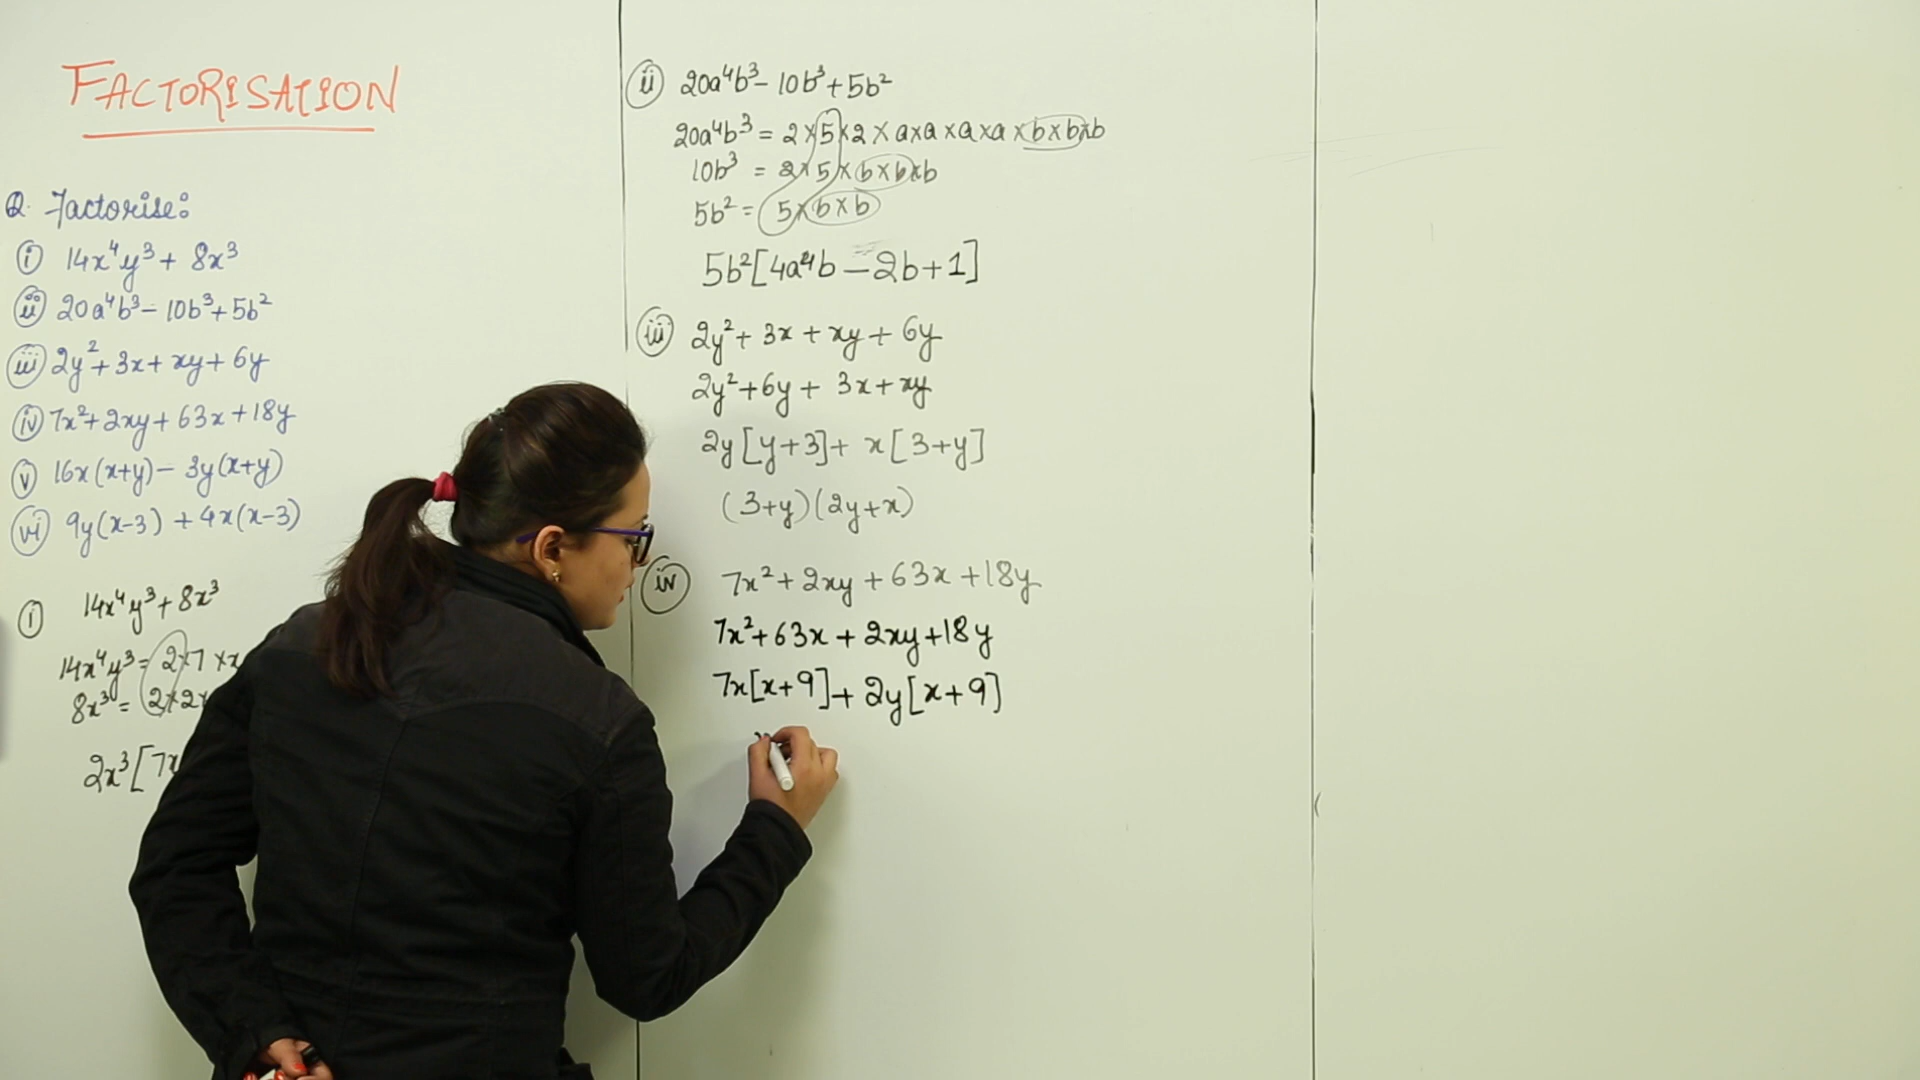 FACTORISATION
Q. Factorise:
(i) 14x⁴y³ + 8x³
(ii) 20a⁴b³ - 10b³ + 5b²
(iii) 2y² + 3x + xy + 6y
(iv) 7x² + 2xy + 63x + 18y
(v) 16x(x+y) - 3y(x+y)
(vi) 9y(x-3) + 4x(x-3)
(i) 14x⁴y³ + 8x³
14x⁴y³ = 2×7×x
8x³ = 2×2×
2x³[7x
(ii) 20a⁴b³ - 10b³ + 5b²
20a⁴b³ = 2×5×2×a×a×a×a×b×b×b
10b³ = 2×5×b×b×b
5b² = 5×b×b
5b²[4a⁴b - 2b + 1]
(iii) 2y² + 3x + xy + 6y
2y² + 6y + 3x + xy
2y[y+3] + x[3+y]
(3+y)(2y+x)
(iv) 7x² + 2xy + 63x + 18y
7x² + 63x + 2xy + 18y
7x[x+9] + 2y[x+9]